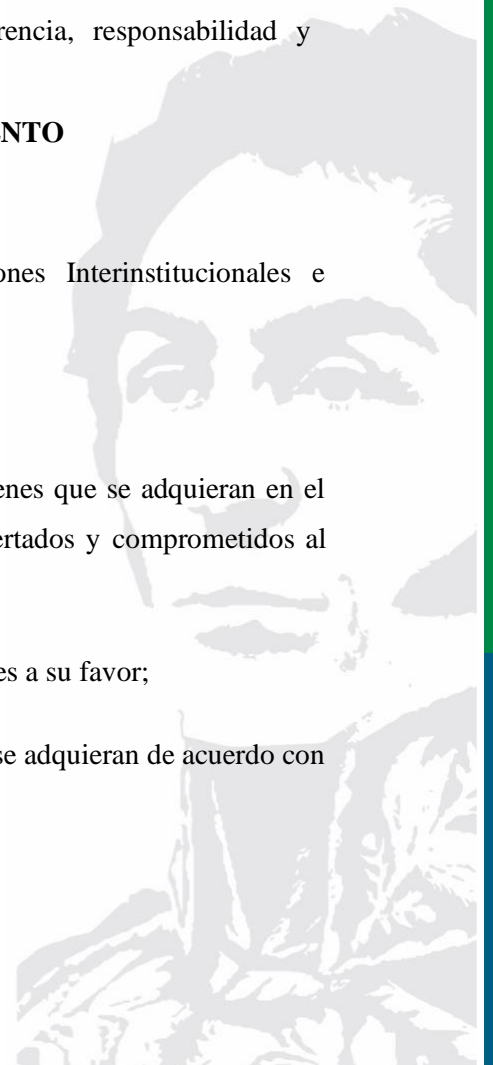 rencia, responsabilidad y
ENTO
ones Interinstitucionales e
enes que se adquieran en el
ertados y comprometidos al
es a su favor;
se adquieran de acuerdo con